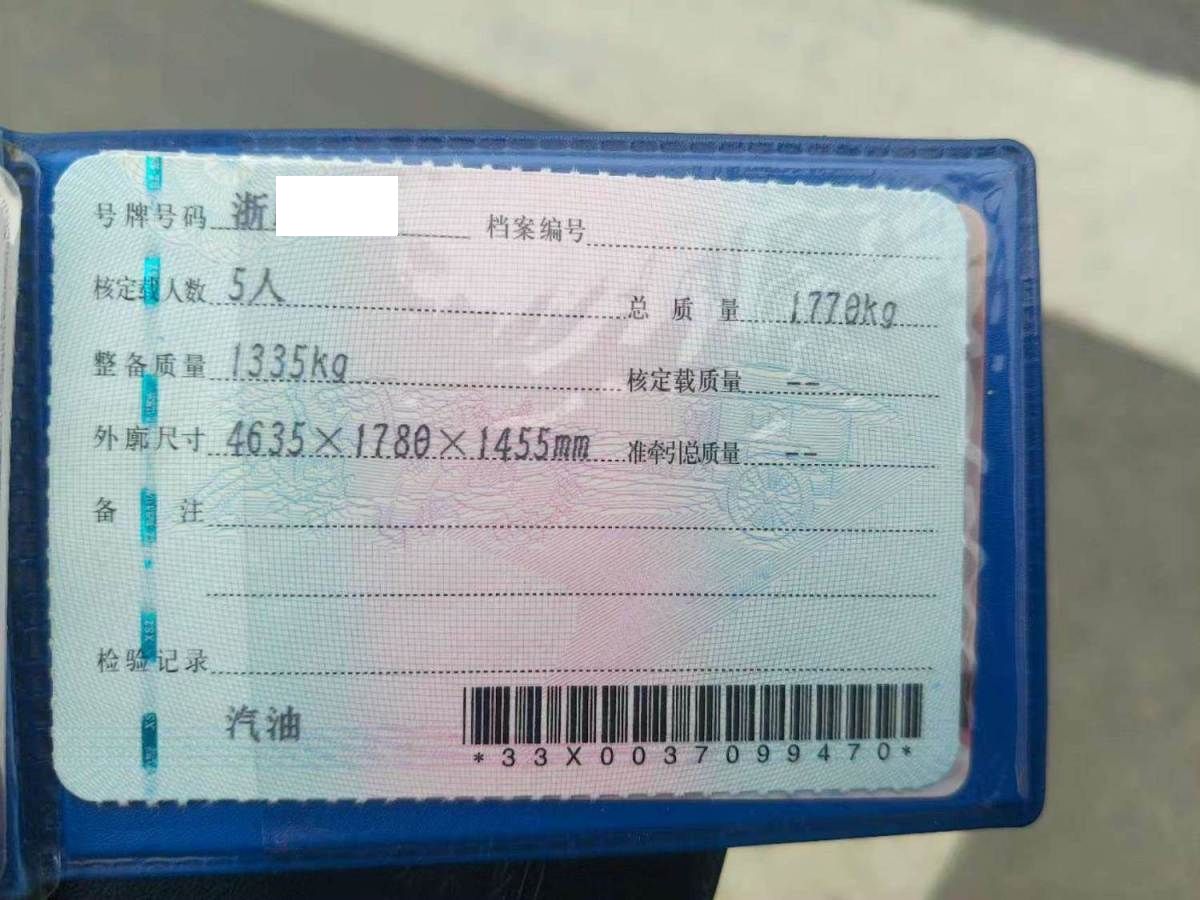 号牌号码 浙 档案编号
核定载人数 5人 总质量 1770kg
整备质量 1335kg 核定载质量 --
外廓尺寸 4635×1780×1455mm 准牵引总质量 --
备注
检验记录
汽油
*33X0037099470*